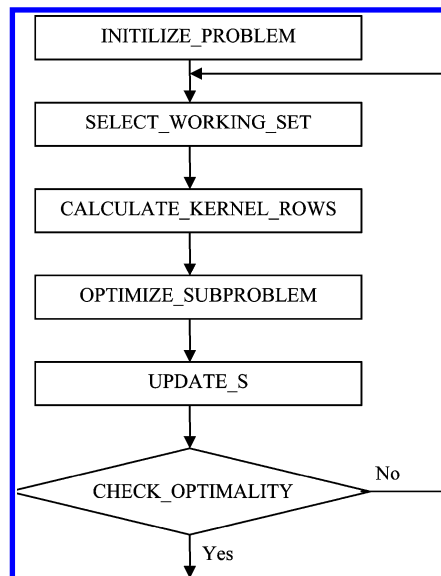 INITILIZE_PROBLEM
SELECT_WORKING_SET
CALCULATE_KERNEL_ROWS
OPTIMIZE_SUBPROBLEM
UPDATE_S
CHECK_OPTIMALITY
No
Yes